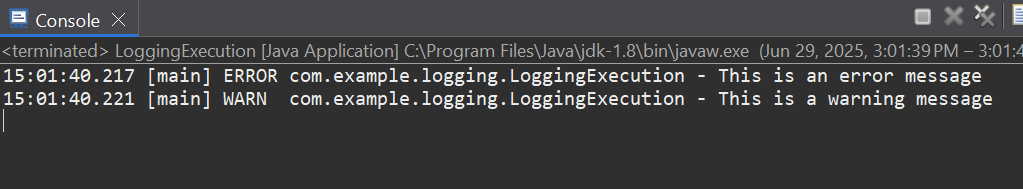 Console
<terminated> LoggingExecution [Java Application] C:\Program Files\Java\jdk-1.8\bin\javaw.exe (Jun 29, 2025, 3:01:39 PM – 3:01:4
15:01:40.217 [main] ERROR com.example.logging.LoggingExecution - This is an error message
15:01:40.221 [main] WARN  com.example.logging.LoggingExecution - This is a warning message